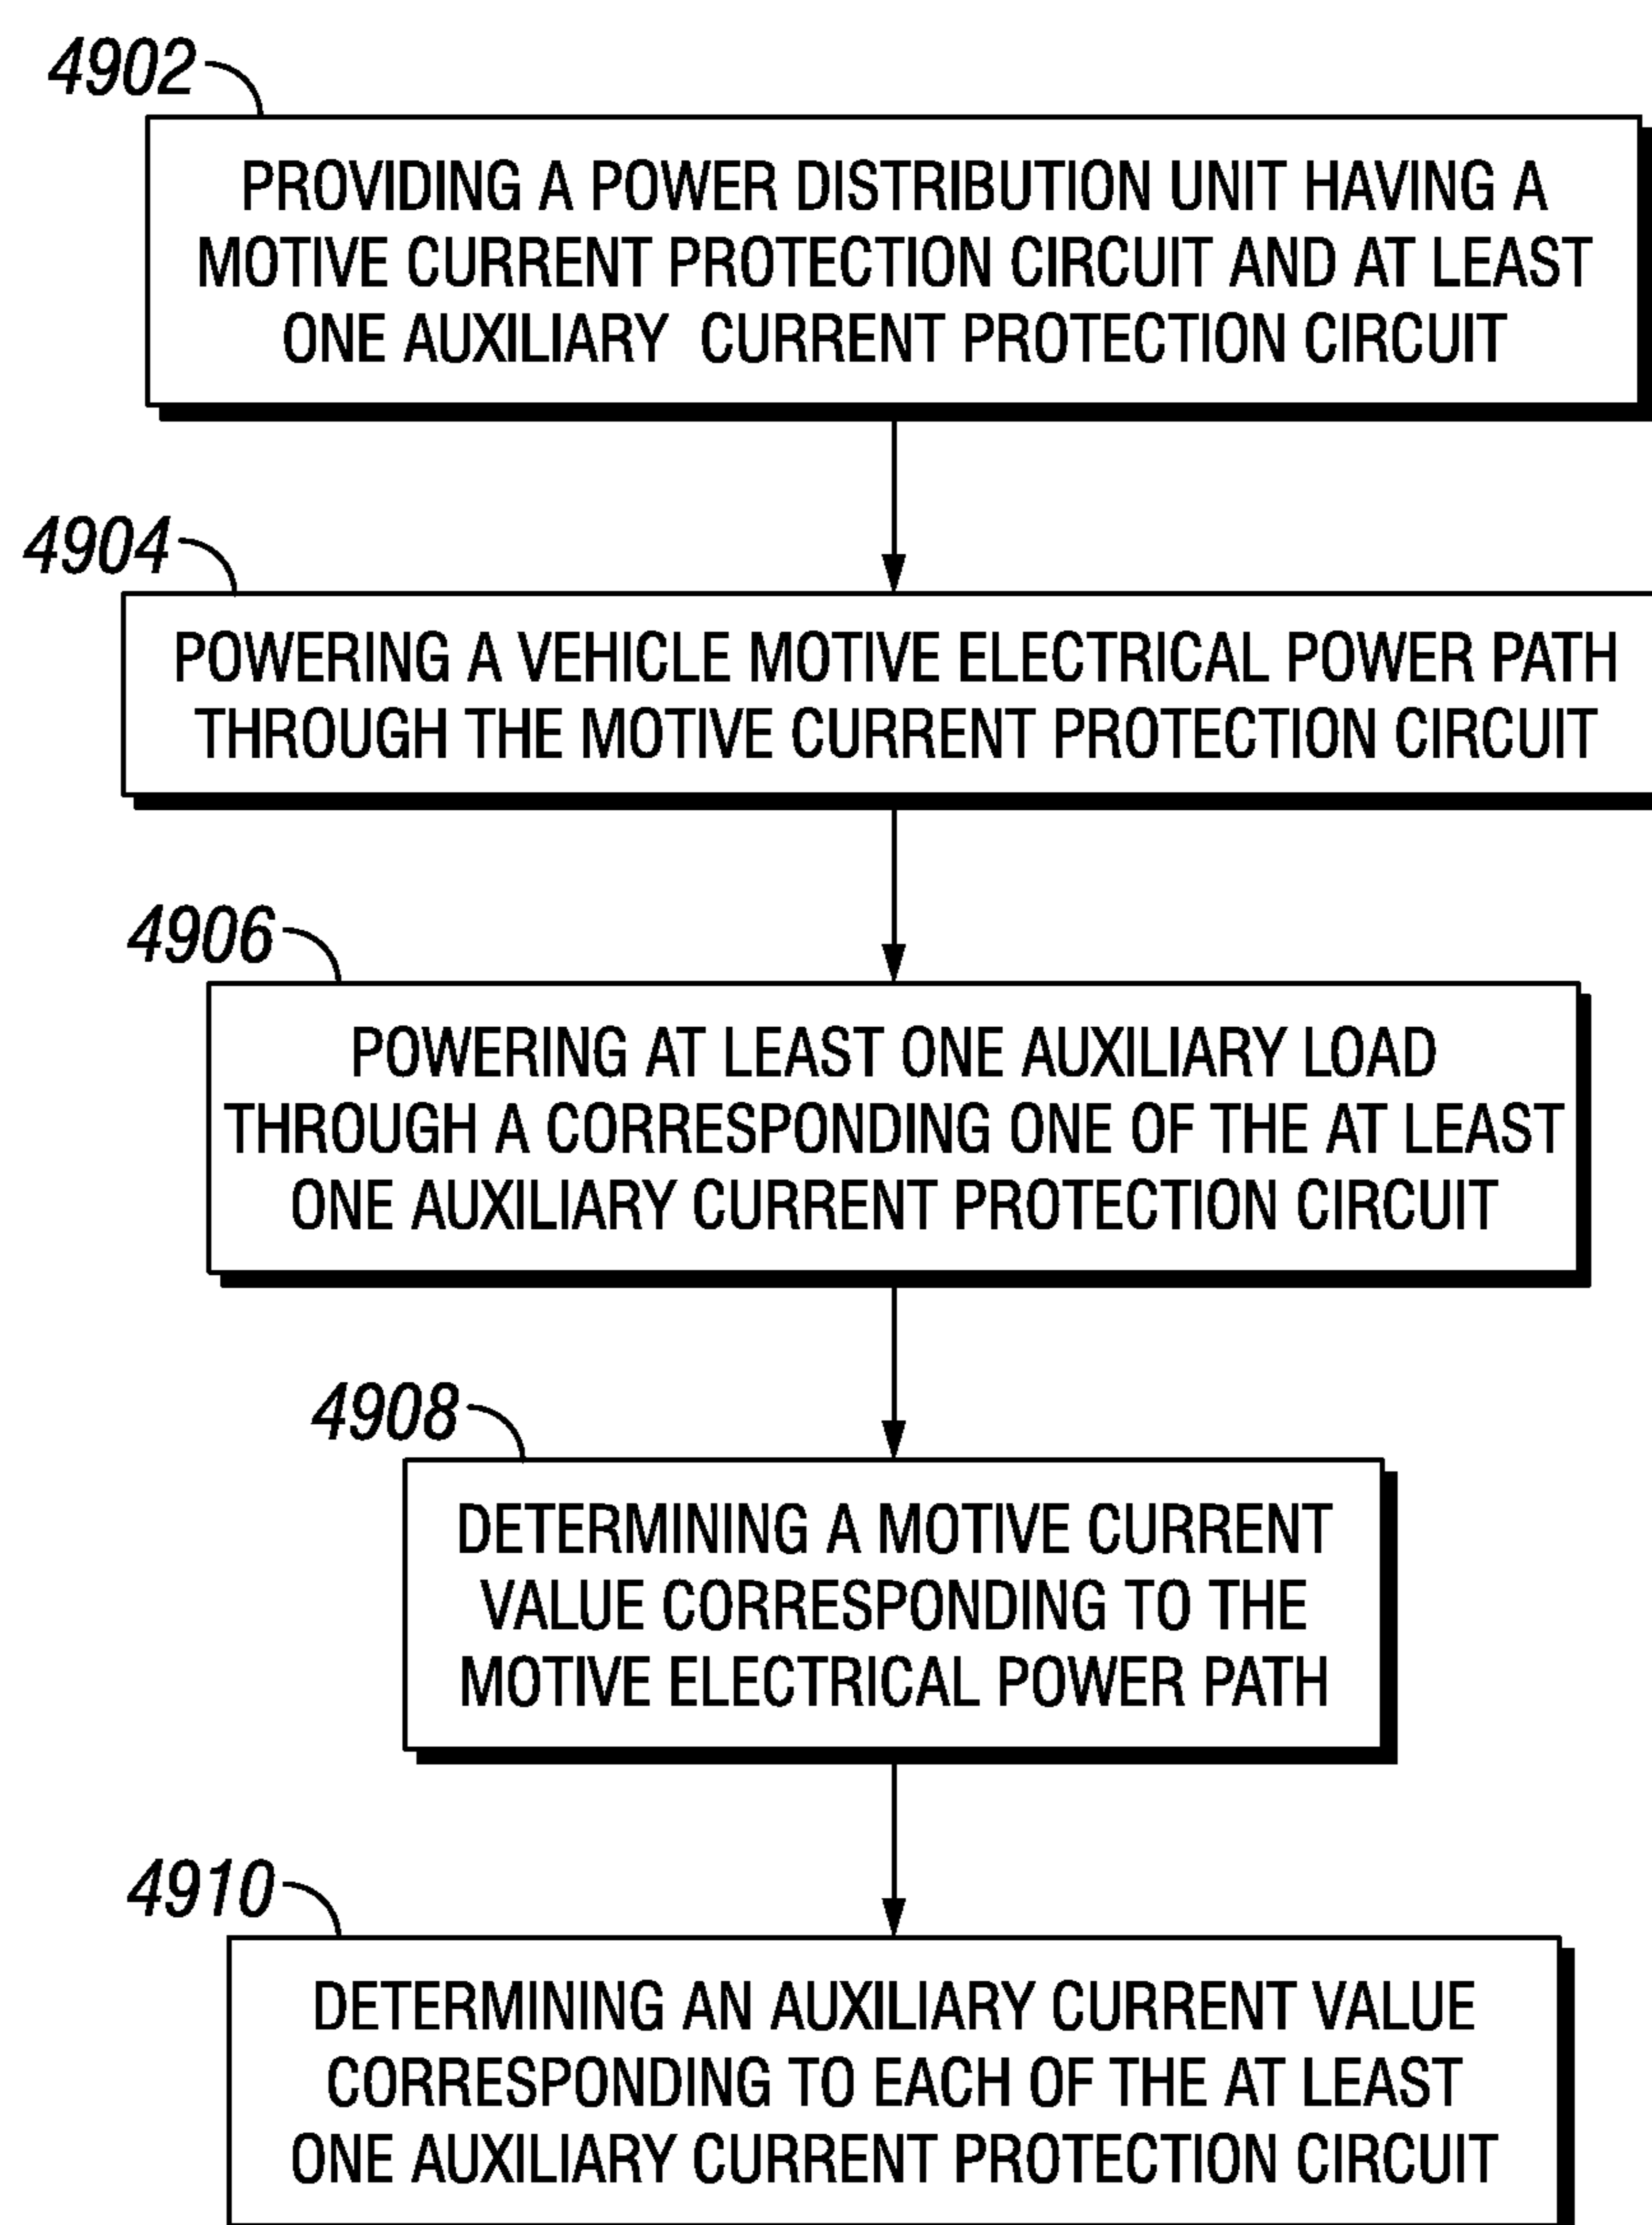 4902
PROVIDING A POWER DISTRIBUTION UNIT HAVING A
MOTIVE CURRENT PROTECTION CIRCUIT AND AT LEAST
ONE AUXILIARY CURRENT PROTECTION CIRCUIT
4904
POWERING A VEHICLE MOTIVE ELECTRICAL POWER PATH
THROUGH THE MOTIVE CURRENT PROTECTION CIRCUIT
4906
POWERING AT LEAST ONE AUXILIARY LOAD
THROUGH A CORRESPONDING ONE OF THE AT LEAST
ONE AUXILIARY CURRENT PROTECTION CIRCUIT
4908
DETERMINING A MOTIVE CURRENT
VALUE CORRESPONDING TO THE
MOTIVE ELECTRICAL POWER PATH
4910
DETERMINING AN AUXILIARY CURRENT VALUE
CORRESPONDING TO EACH OF THE AT LEAST
ONE AUXILIARY CURRENT PROTECTION CIRCUIT